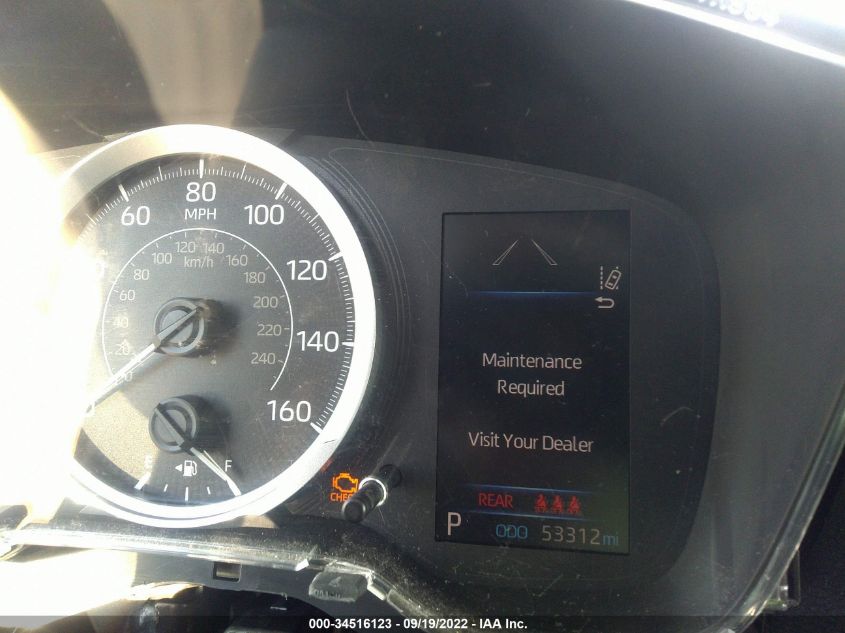 80
60
MPH
100
120 140
100
km/h
160
80
180
120
60
200
40
220
140
20
240
160
E
F
CHECK
Maintenance
Required
Visit Your Dealer
REAR
P
ODO
53312 mi
000-34516123 - 09/19/2022 - IAA Inc.